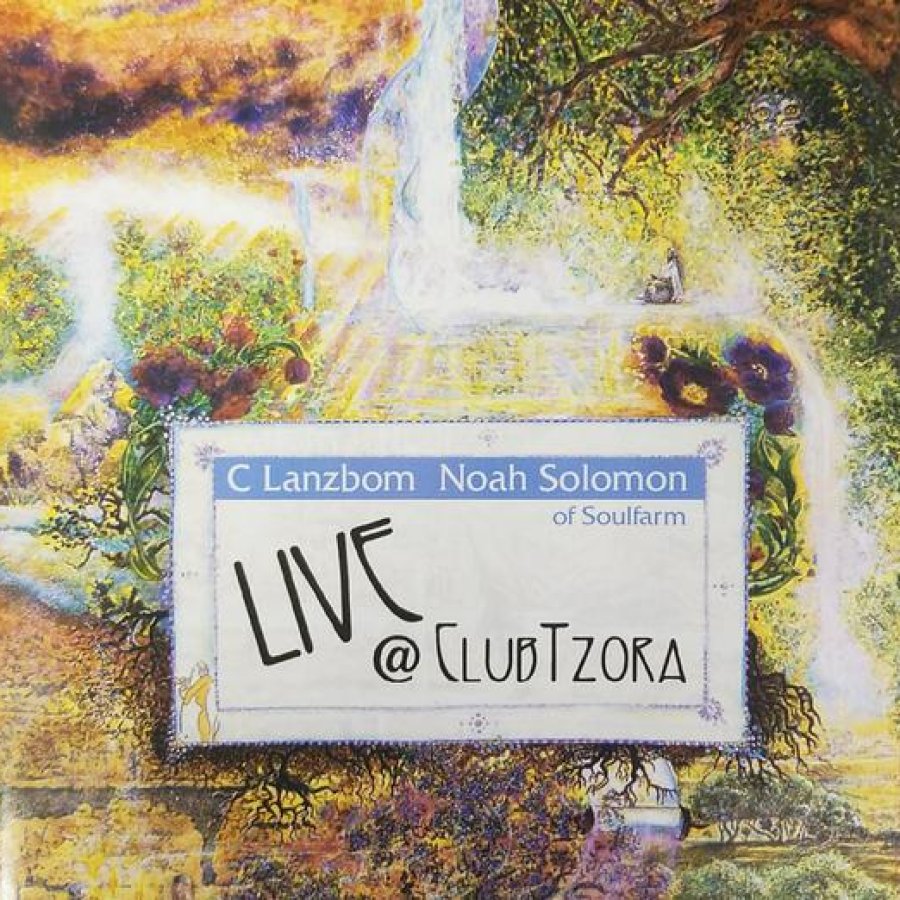 C Lanzbom Noah Solomon
of Soulfarm
LIVE
@ CLUBTZORA